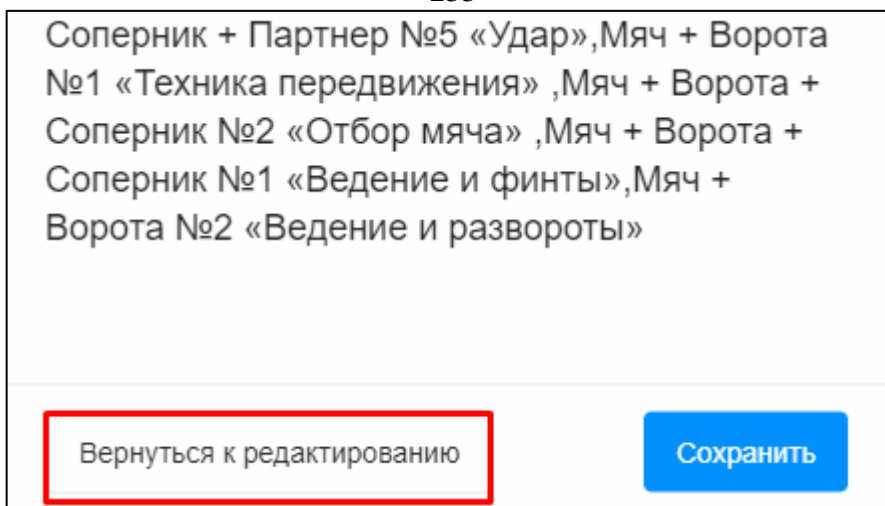 Соперник + Партнер №5 «Удар»,Мяч + Ворота
№1 «Техника передвижения» ,Мяч + Ворота +
Соперник №2 «Отбор мяча» ,Мяч + Ворота +
Соперник №1 «Ведение и финты»,Мяч +
Ворота №2 «Ведение и развороты»
Вернуться к редактированию
Сохранить